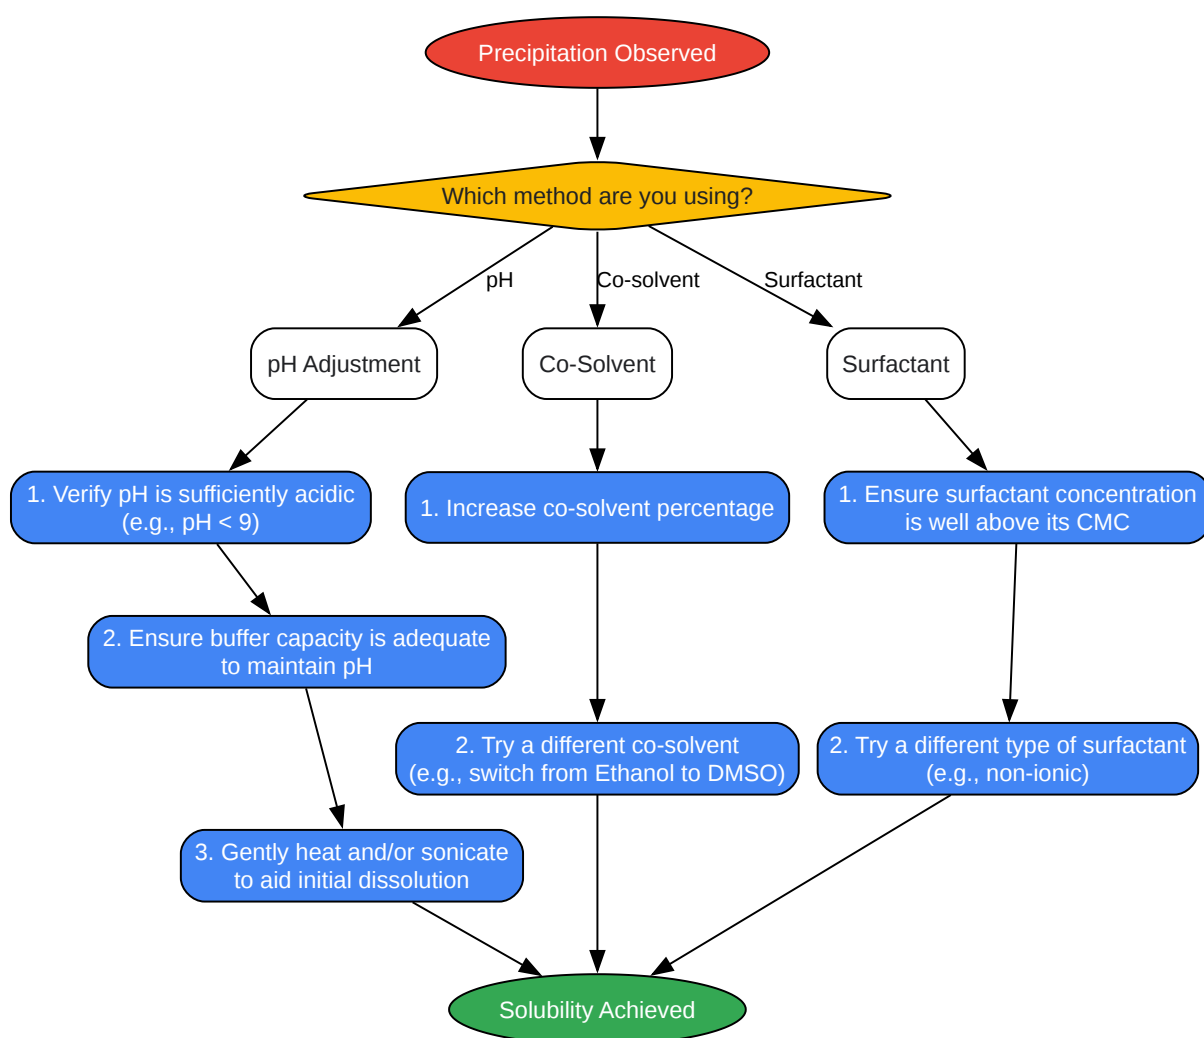 Precipitation Observed
Which method are you using?
pH
Co-solvent
Surfactant
pH Adjustment
Co-Solvent
Surfactant
1. Verify pH is sufficiently acidic
(e.g., pH < 9)
1. Increase co-solvent percentage
1. Ensure surfactant concentration
is well above its CMC
2. Ensure buffer capacity is adequate
to maintain pH
2. Try a different co-solvent
(e.g., switch from Ethanol to DMSO)
2. Try a different type of surfactant
(e.g., non-ionic)
3. Gently heat and/or sonicate
to aid initial dissolution
Solubility Achieved